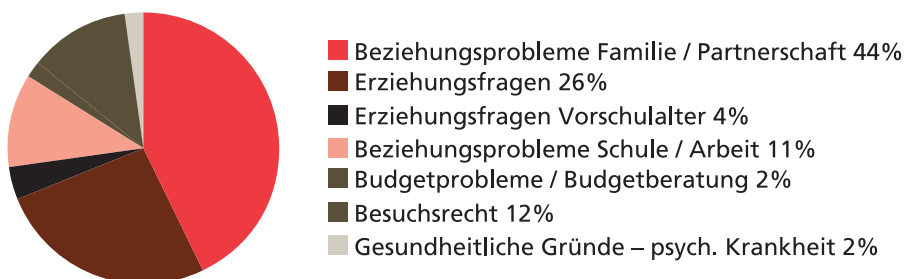 Beziehungsprobleme Familie / Partnerschaft 44%
Erziehungsfragen 26%
Erziehungsfragen Vorschulalter 4%
Beziehungsprobleme Schule / Arbeit 11%
Budgetprobleme / Budgetberatung 2%
Besuchsrecht 12%
Gesundheitliche Gründe – psych. Krankheit 2%